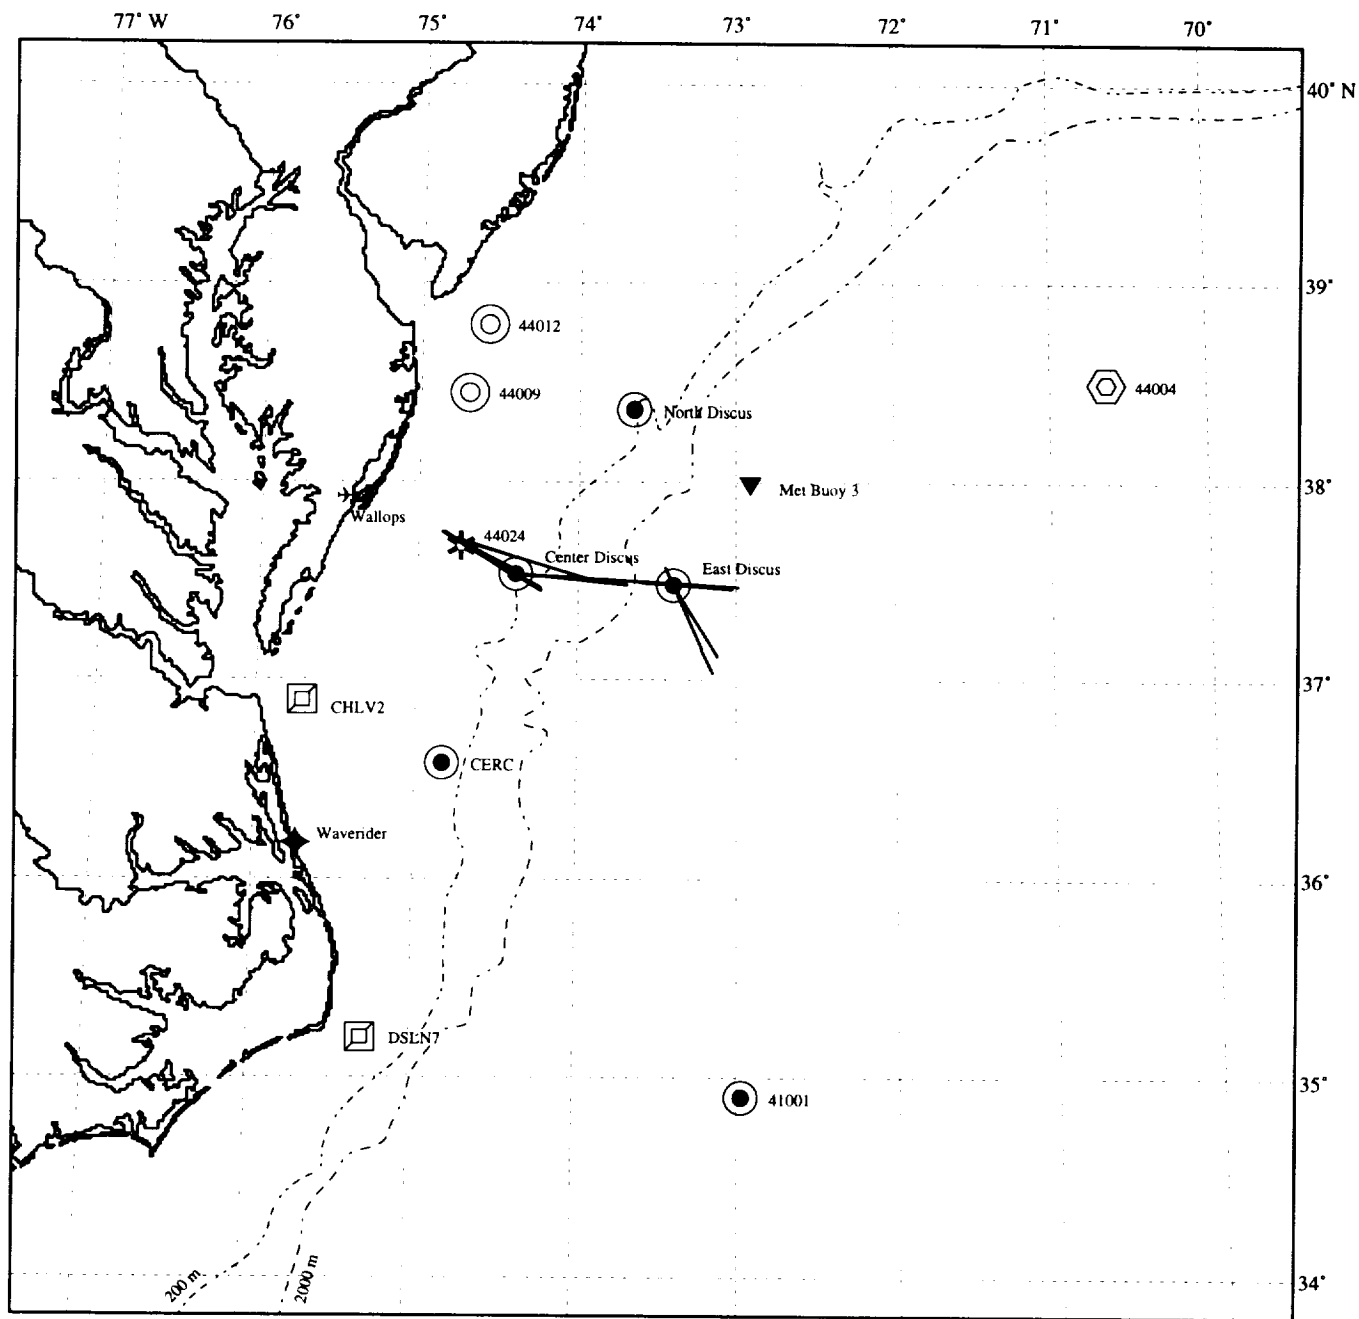 77° W 76° 75° 74° 73° 72° 71° 70°
40° N
39°
44012
44009
44004
North Discus
38°
Met Buoy 3
Wallops
44024
Center Discus
East Discus
37°
CHLV2
CERC
Waverider
36°
DSLN7
35°
41001
200 m
2000 m
34°